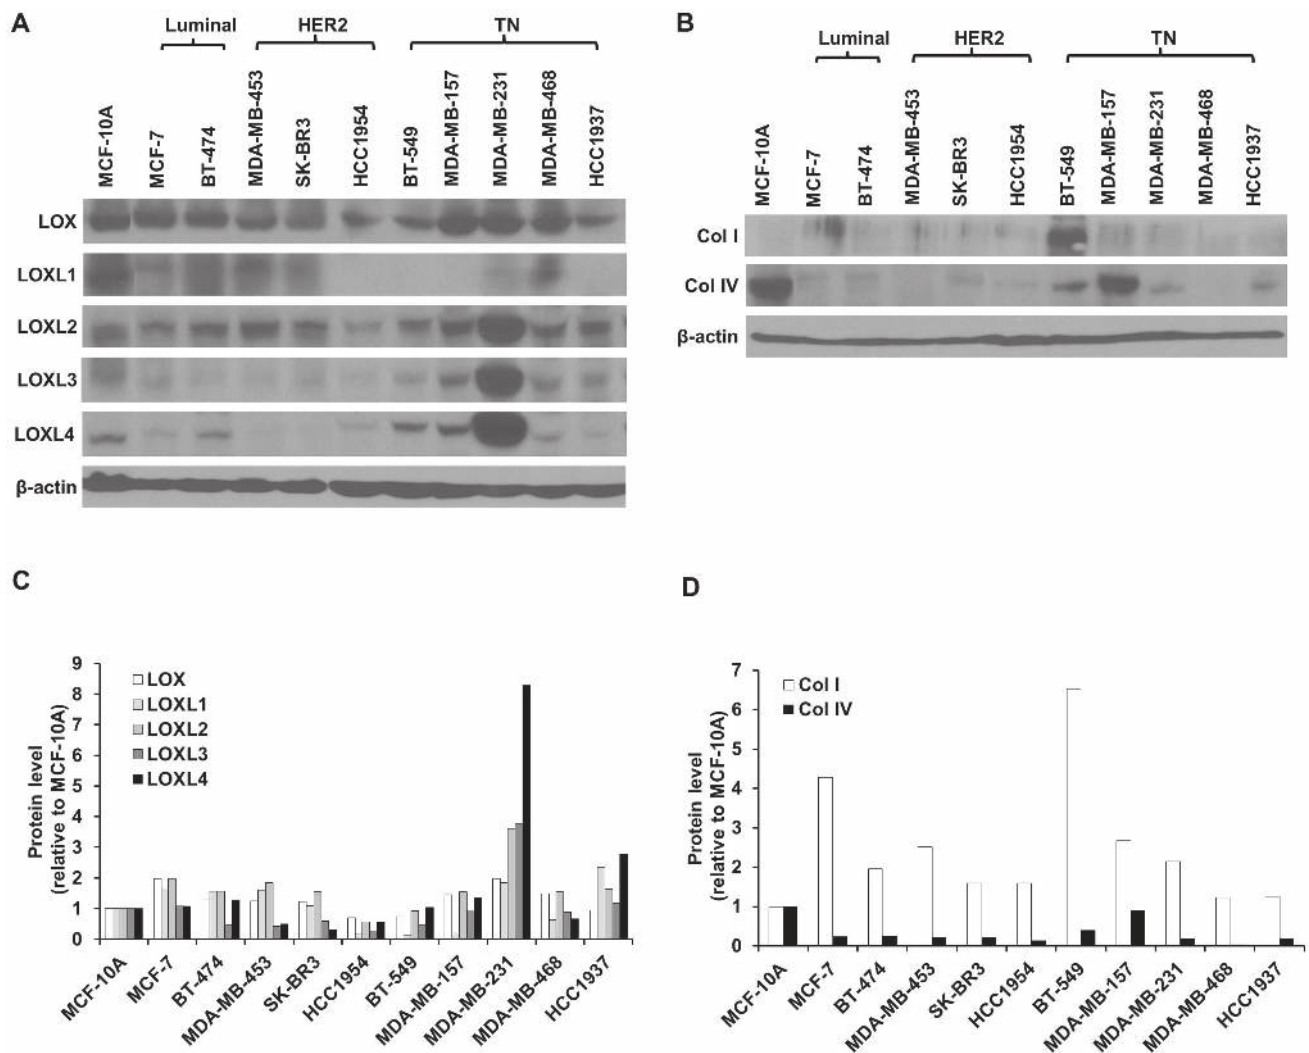 A
Luminal HER2 TN
MCF-10A
MCF-7
BT-474
MDA-MB-453
SK-BR3
HCC1954
BT-549
MDA-MB-157
MDA-MB-231
MDA-MB-468
HCC1937
LOX
LOXL1
LOXL2
LOXL3
LOXL4
β-actin
B
Luminal HER2 TN
MCF-10A
MCF-7
BT-474
MDA-MB-453
SK-BR3
HCC1954
BT-549
MDA-MB-157
MDA-MB-231
MDA-MB-468
HCC1937
Col I
Col IV
β-actin
C
Protein level
(relative to MCF-10A)
9
8
7
6
5
4
3
2
1
0
LOX
LOXL1
LOXL2
LOXL3
LOXL4
MCF-10A
MCF-7
BT-474
MDA-MB-453
SK-BR3
HCC1954
BT-549
MDA-MB-157
MDA-MB-231
MDA-MB-468
HCC1937
D
Protein level
(relative to MCF-10A)
7
6
5
4
3
2
1
0
Col I
Col IV
MCF-10A
MCF-7
BT-474
MDA-MB-453
SK-BR3
HCC1954
BT-549
MDA-MB-157
MDA-MB-231
MDA-MB-468
HCC1937